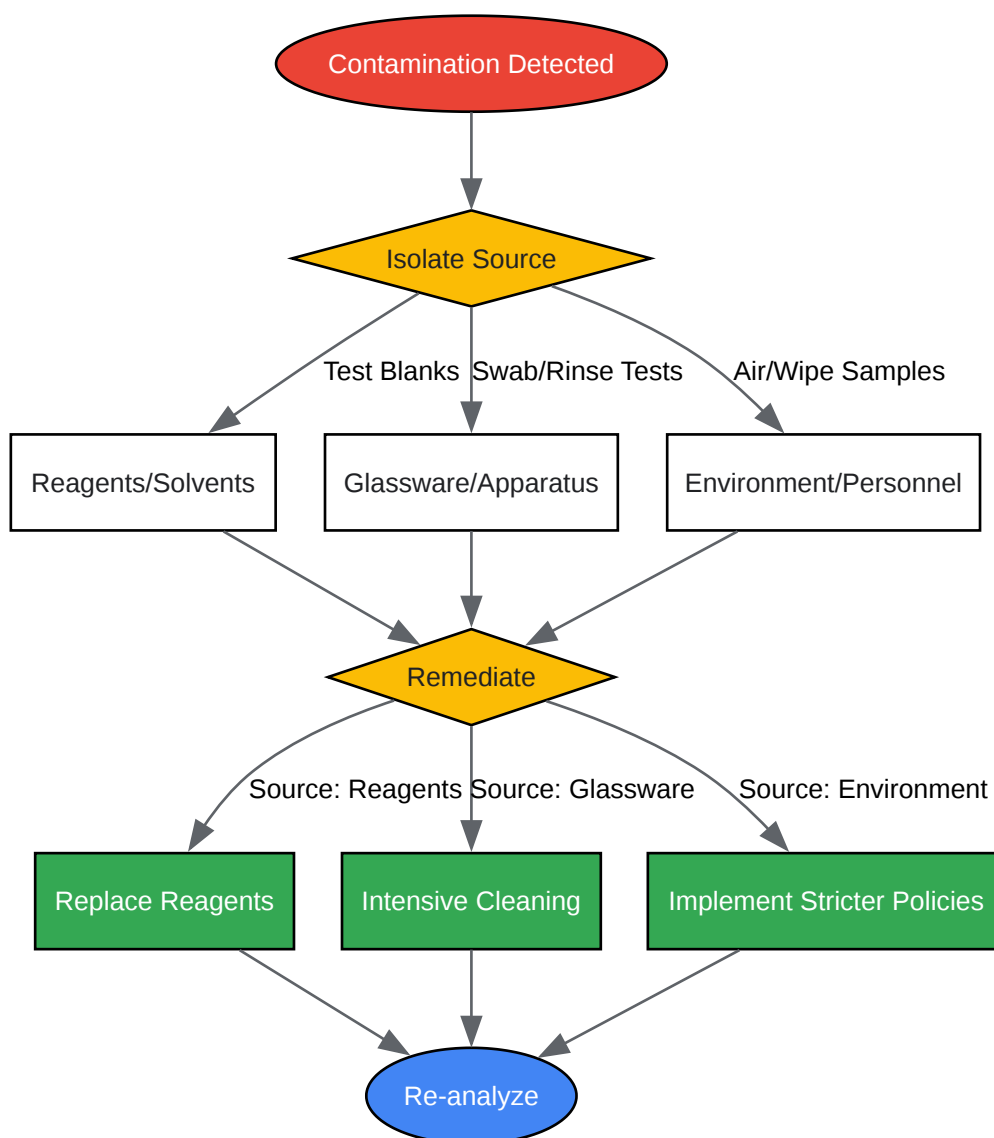 Contamination Detected
Isolate Source
Test Blanks
Swab/Rinse Tests
Air/Wipe Samples
Reagents/Solvents
Glassware/Apparatus
Environment/Personnel
Remediate
Source: Reagents
Source: Glassware
Source: Environment
Replace Reagents
Intensive Cleaning
Implement Stricter Policies
Re-analyze